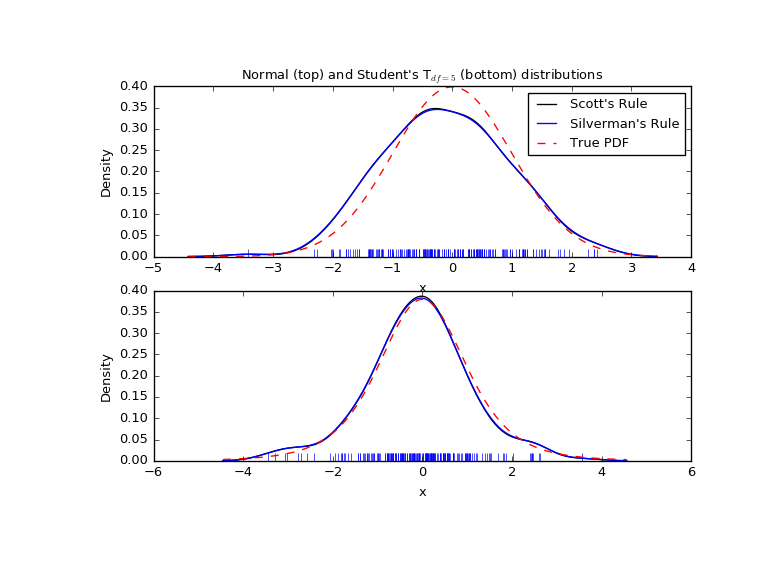 Normal (top) and Student's T$_{df=5}$ (bottom) distributions
0.40
0.35
0.30
0.25
0.20
0.15
0.10
0.05
0.00
Density
Scott's Rule
Silverman's Rule
True PDF
−5 −4 −3 −2 −1 0 1 2 3 4
x
0.40
0.35
0.30
0.25
0.20
0.15
0.10
0.05
0.00
Density
−6 −4 −2 0 2 4 6
x